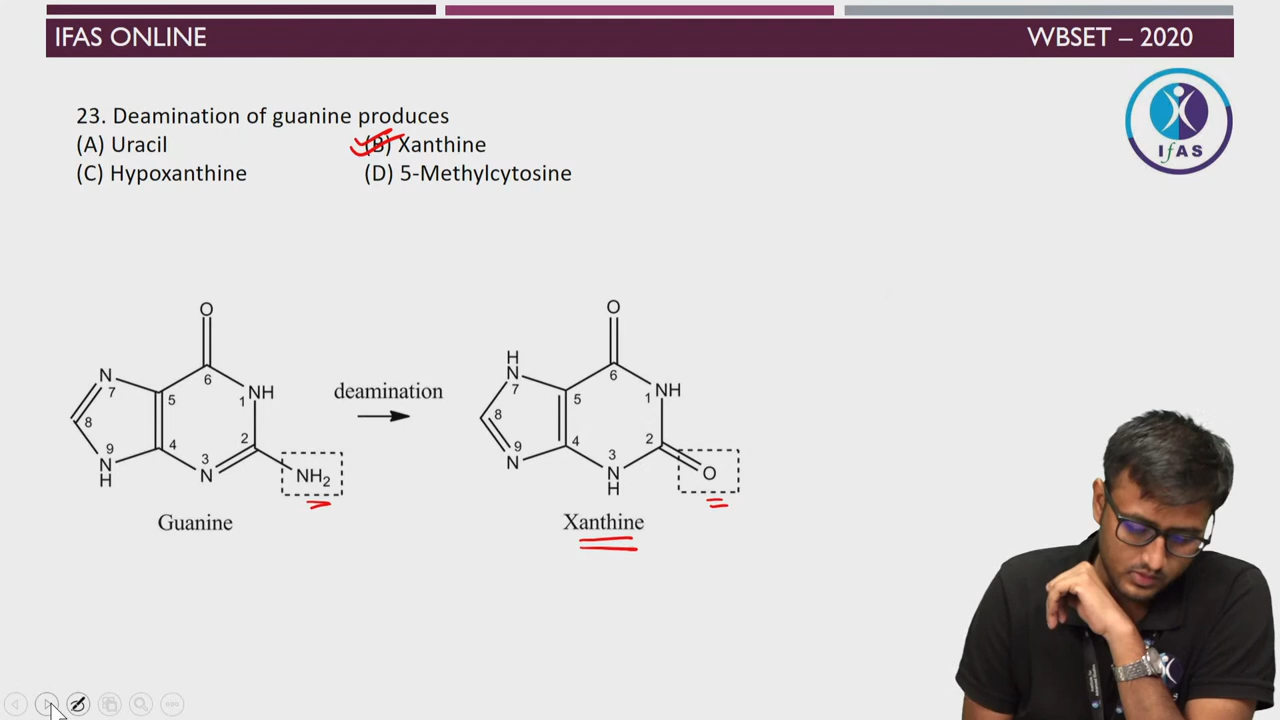 IFAS ONLINE
WBSET – 2020
23. Deamination of guanine produces
(A) Uracil
(B) Xanthine
(C) Hypoxanthine
(D) 5-Methylcytosine
IfAS
O
O
N
7
5
6
1
NH
8
9
N
H
4
3
N
2
NH2
deamination
H
N
7
5
6
1
NH
8
9
N
4
3
N
H
2
O
Guanine
Xanthine